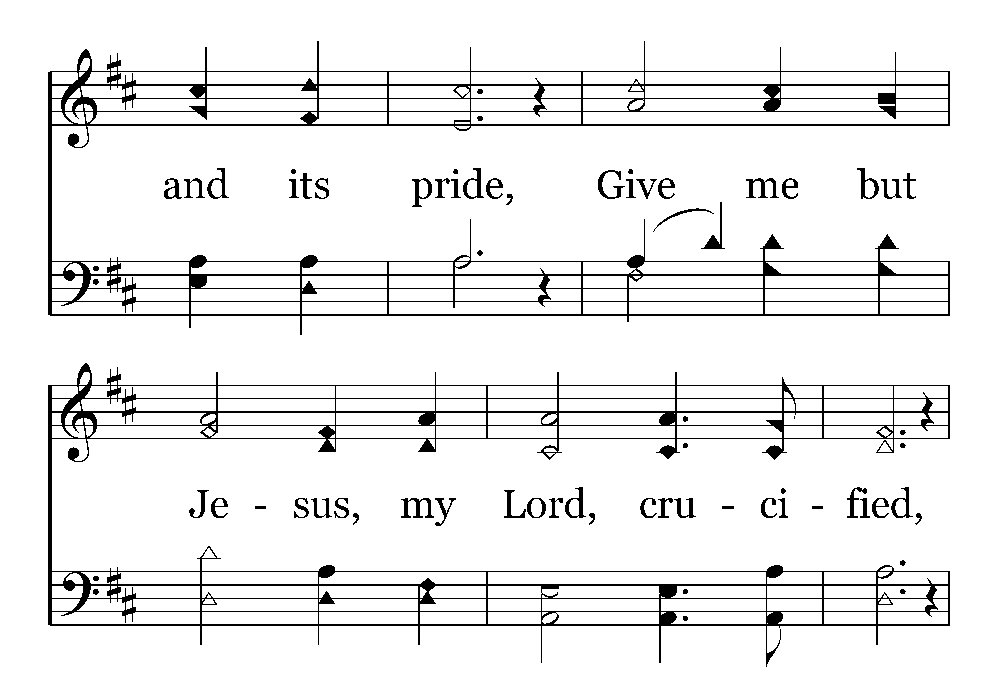 and its pride, Give me but
Je - sus, my Lord, cru - ci - fied,